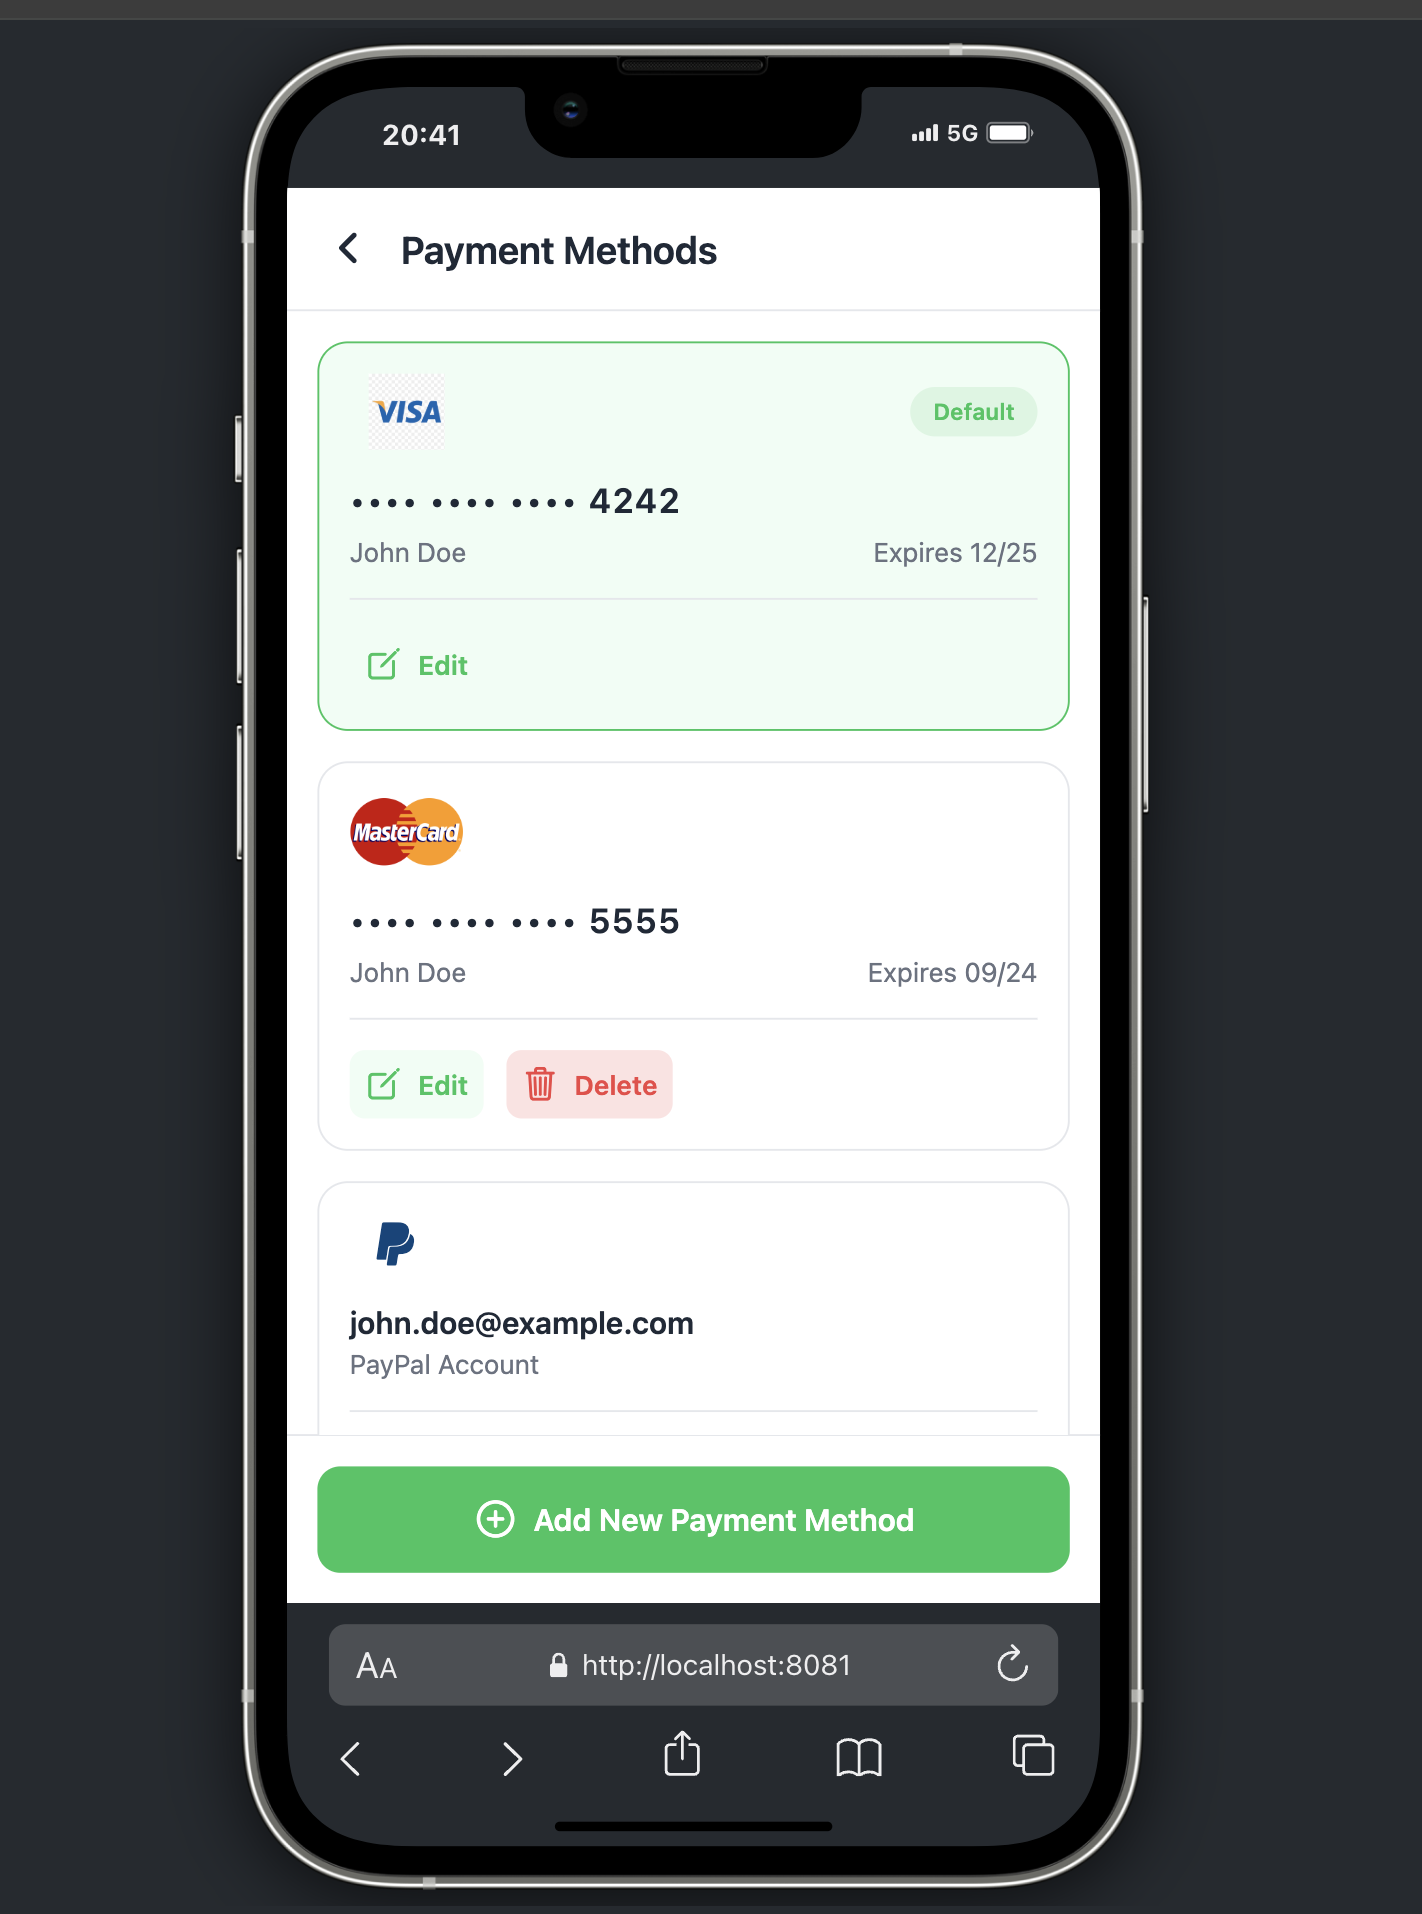 20:41
5G
Payment Methods
VISA
Default
•••• •••• •••• 4242
John Doe
Expires 12/25
Edit
MasterCard
•••• •••• •••• 5555
John Doe
Expires 09/24
Edit
Delete
john.doe@example.com
PayPal Account
Add New Payment Method
AA
http://localhost:8081